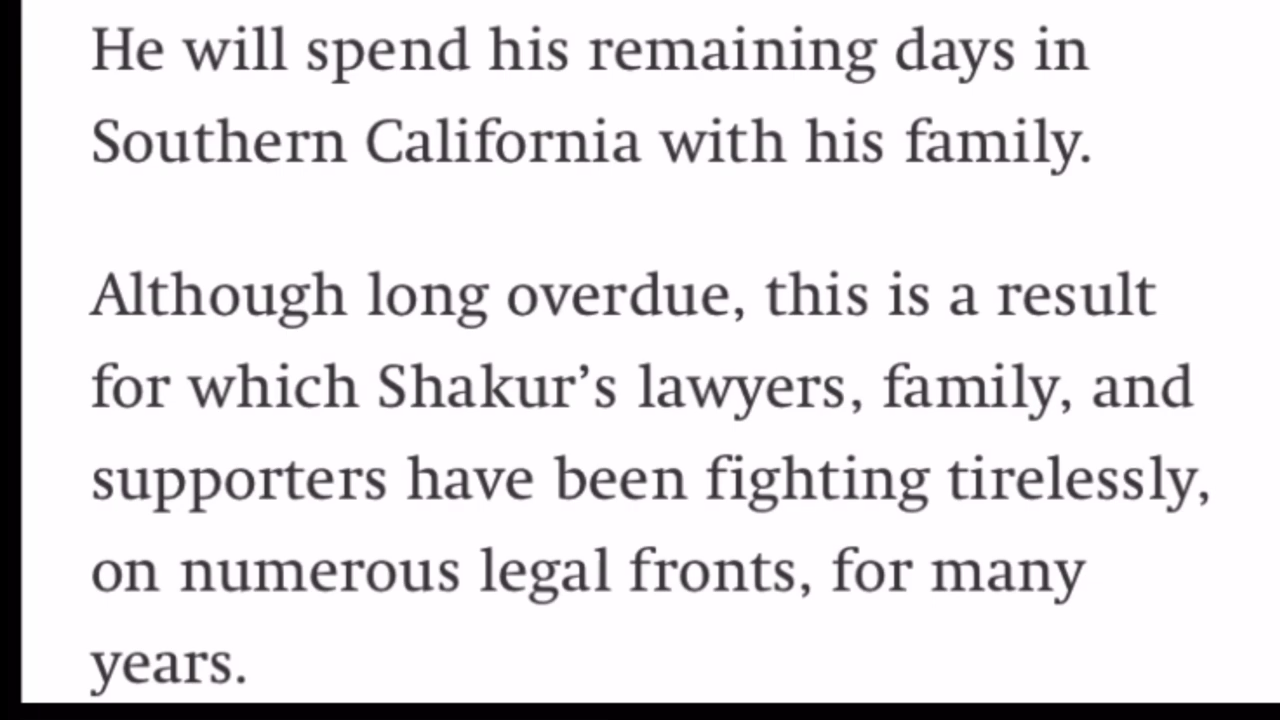 He will spend his remaining days in
Southern California with his family.
Although long overdue, this is a result
for which Shakur’s lawyers, family, and
supporters have been fighting tirelessly,
on numerous legal fronts, for many
years.